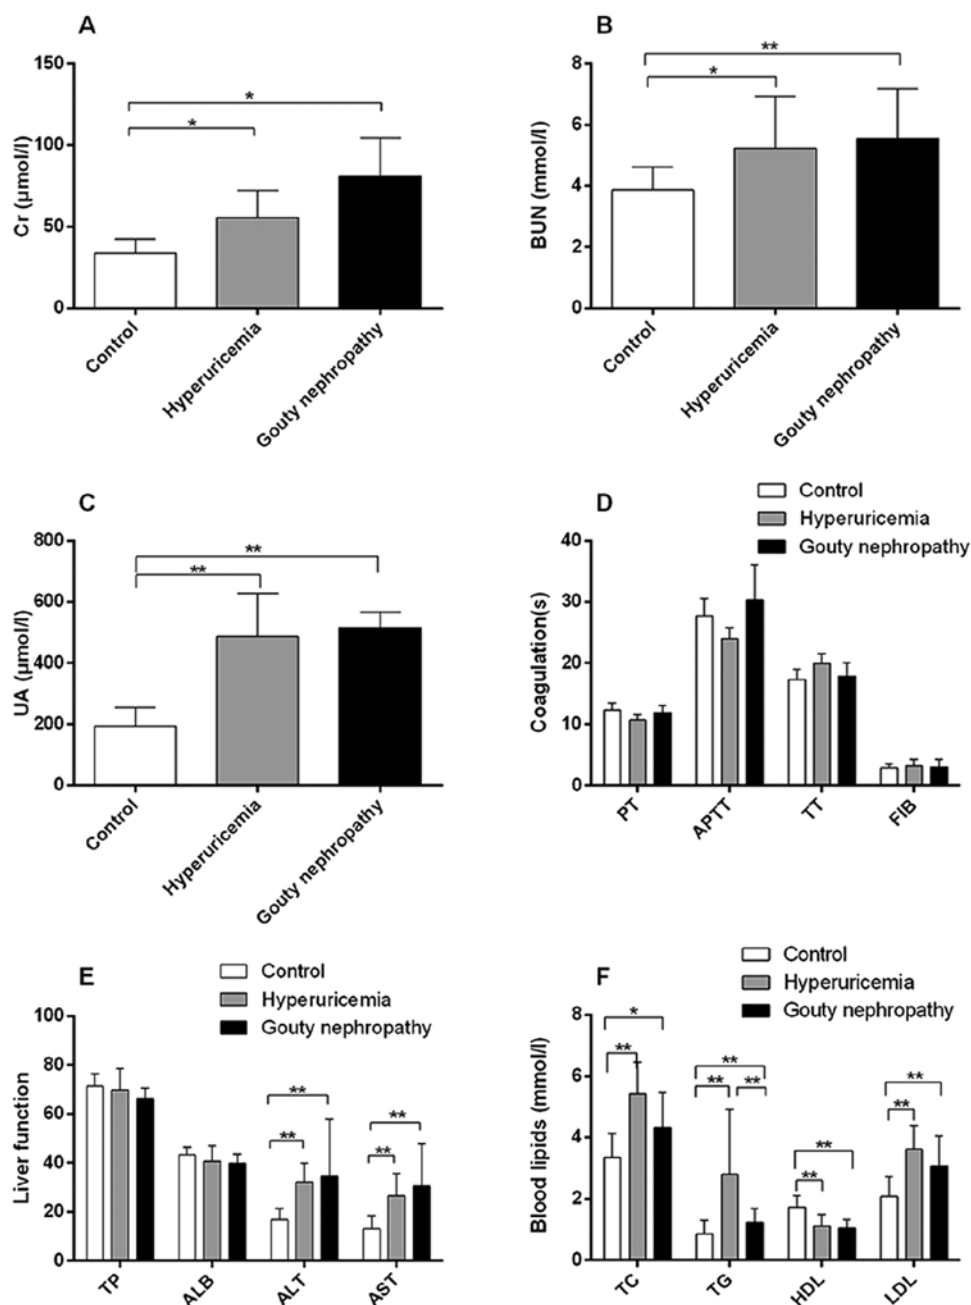 A
Cr (µmol/l)
150
100
50
0
*
*
Control
Hyperuricemia
Gouty nephropathy
B
BUN (mmol/l)
8
6
4
2
0
**
*
Control
Hyperuricemia
Gouty nephropathy
C
UA (µmol/l)
800
600
400
200
0
**
**
Control
Hyperuricemia
Gouty nephropathy
D
Control
Hyperuricemia
Gouty nephropathy
Coagulation(s)
40
30
20
10
0
PT
APTT
TT
FIB
E
Control
Hyperuricemia
Gouty nephropathy
Liver function
100
80
60
40
20
0
**
**
**
**
TP
ALB
ALT
AST
F
Control
Hyperuricemia
Gouty nephropathy
Blood lipids (mmol/l)
8
6
4
2
0
*
**
**
**
**
**
**
**
**
TC
TG
HDL
LDL